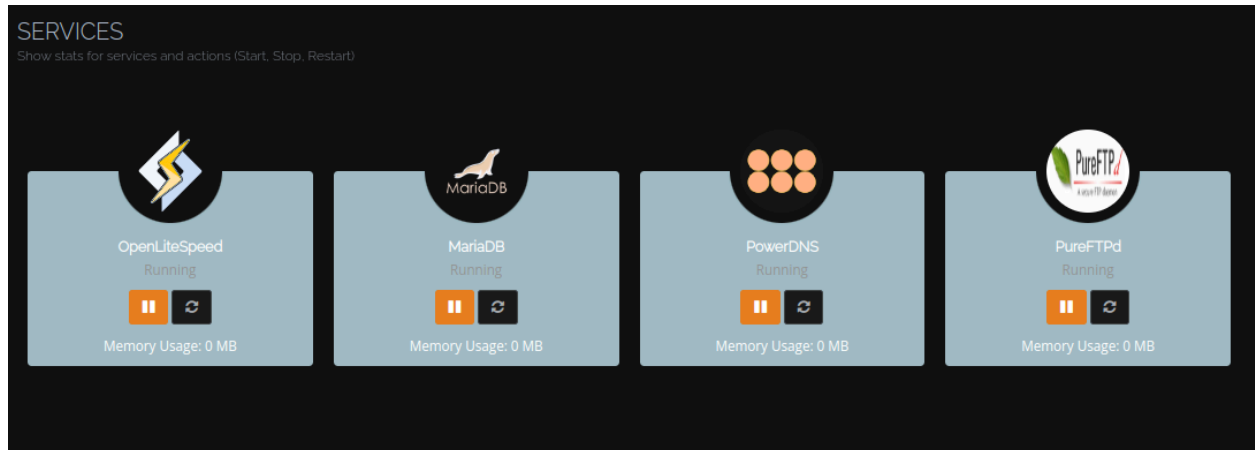 SERVICES
Show stats for services and actions (Start, Stop, Restart)
MariaDB
PureFTPd
OpenLiteSpeed
MariaDB
PowerDNS
PureFTPd
Running
Running
Running
Running
Memory Usage: 0 MB
Memory Usage: 0 MB
Memory Usage: 0 MB
Memory Usage: 0 MB